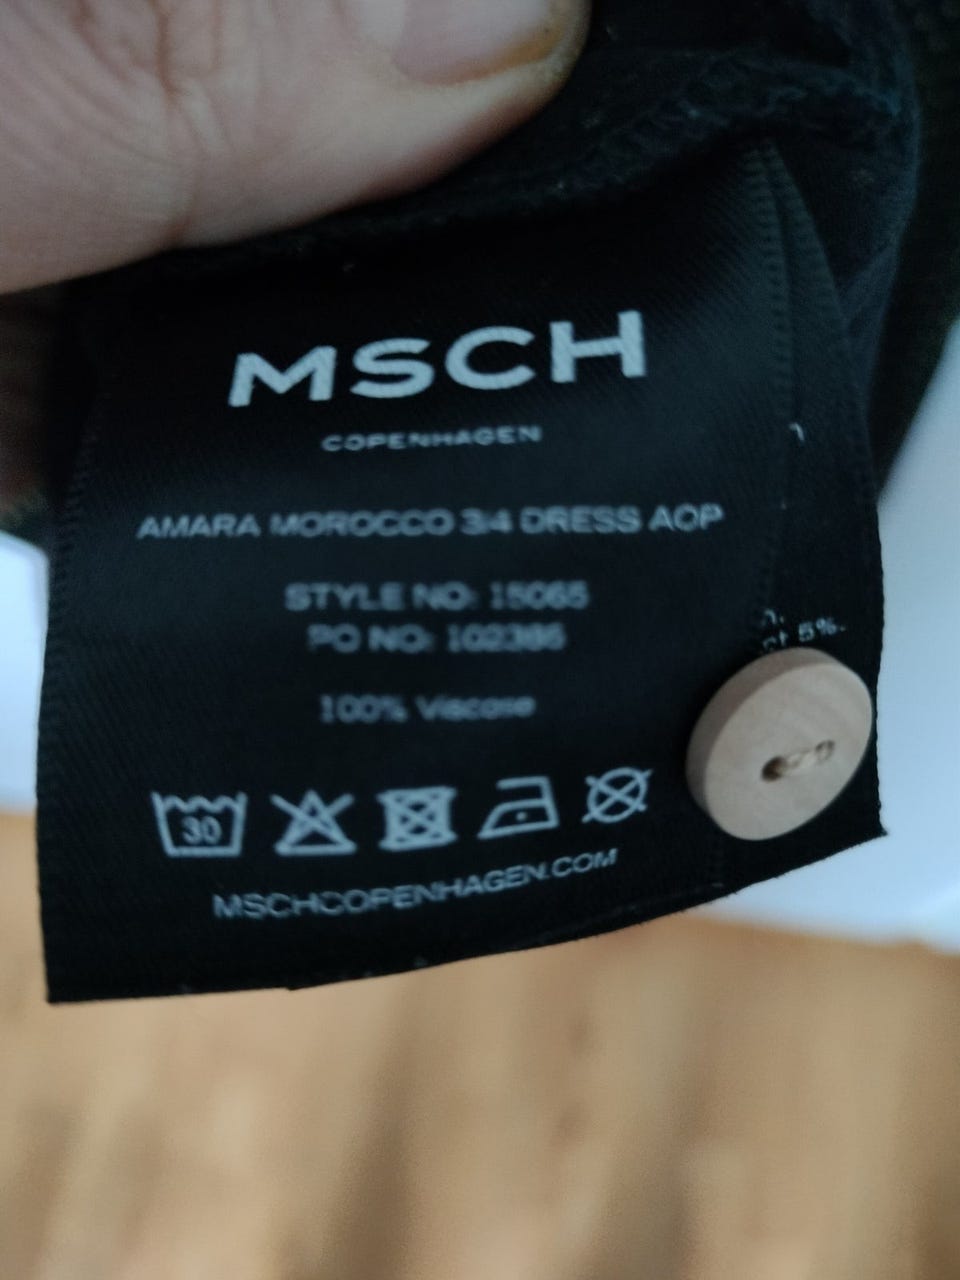 MSCH
COPENHAGEN
AMARA MOROCCO 3/4 DRESS AOP
STYLE NO: 15065
PO NO: 102386
100% Viscose
30
MSCHCOPENHAGEN.COM
5%.